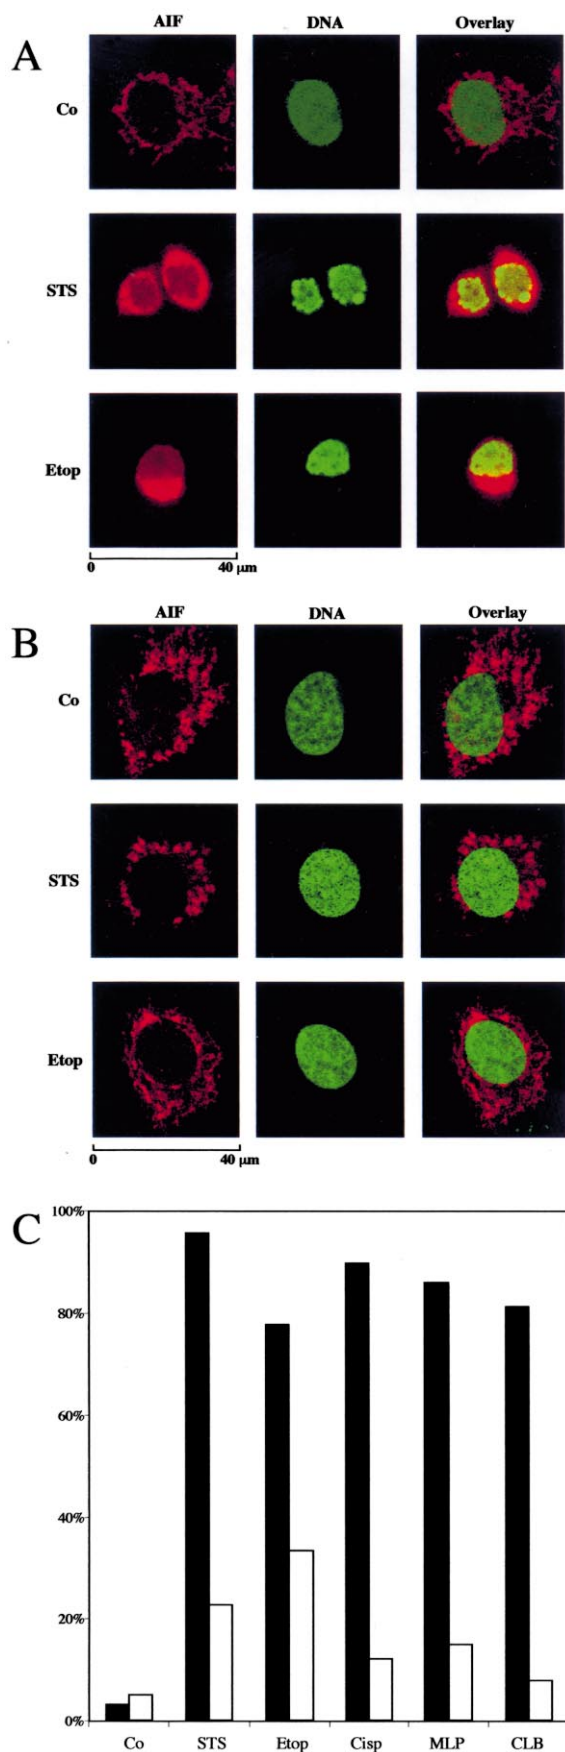 AIF DNA Overlay
A
Co
STS
Etop
0 40 μm
AIF DNA Overlay
B
Co
STS
Etop
0 40 μm
C
100%
80%
60%
40%
20%
0%
Co STS Etop Cisp MLP CLB